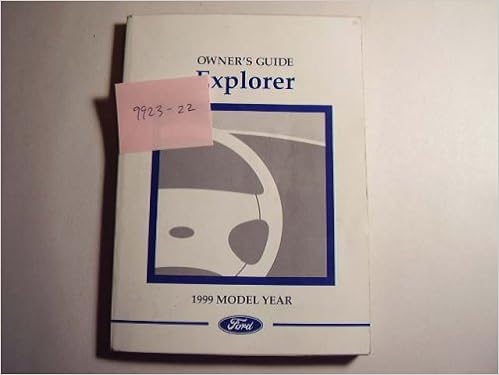 OWNER'S GUIDE
Explorer
9923-22
1999 MODEL YEAR
Ford